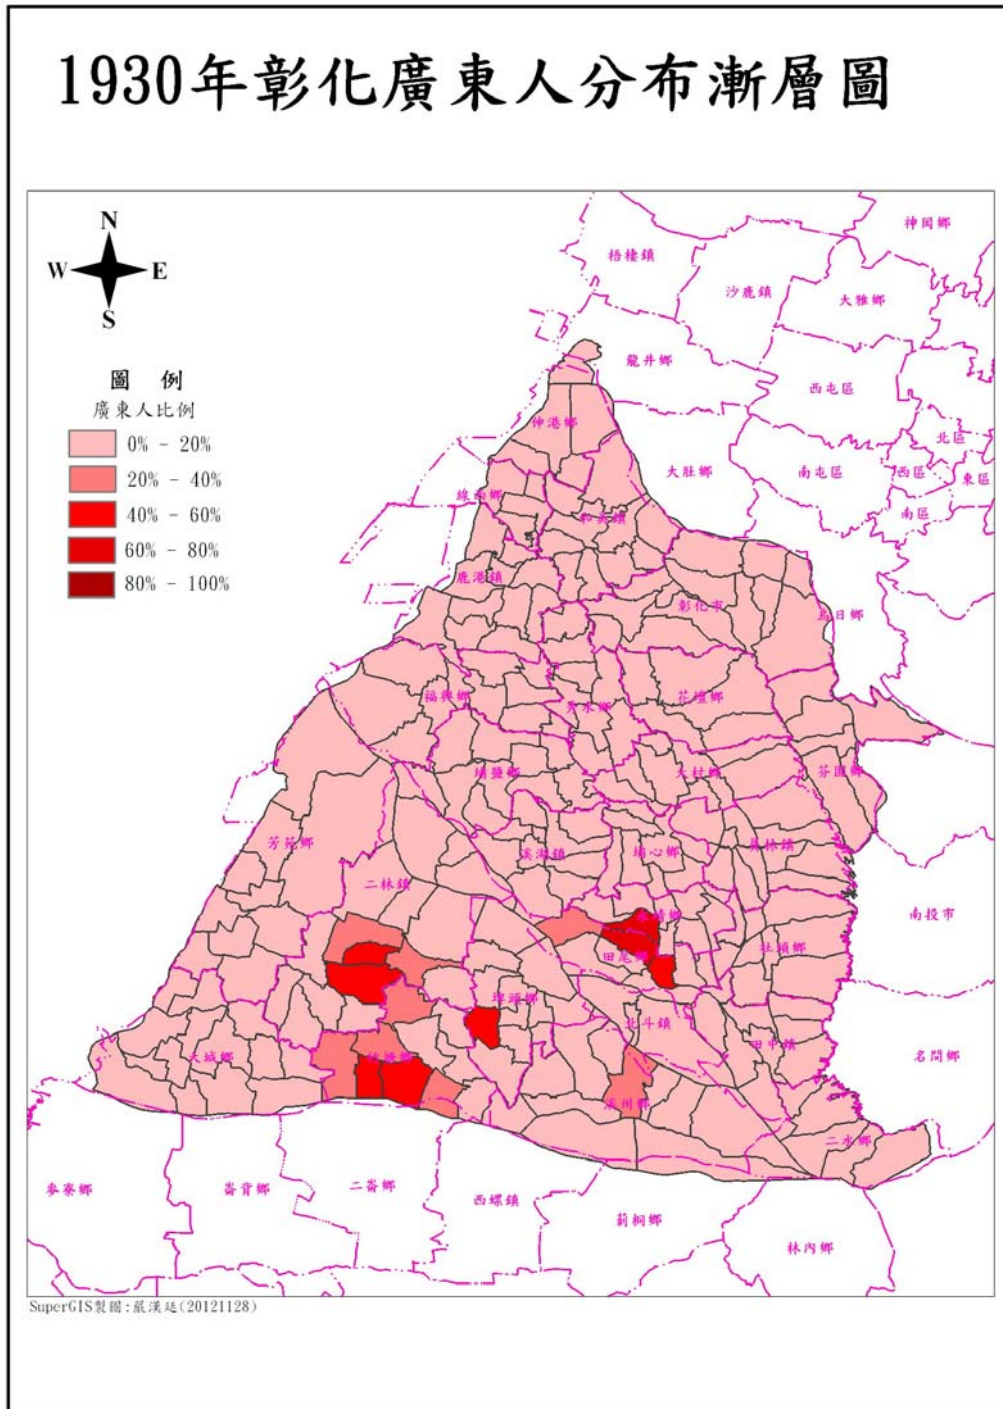 1930年彰化廣東人分布漸層圖
N
W
E
S
圖 例
廣東人比例
0% - 20%
20% - 40%
40% - 60%
60% - 80%
80% - 100%
神岡鄉
梧棲鎮
沙鹿鎮
大雅鄉
龍井鄉
西屯區
伸港鄉
北區
大肚鄉
南屯區
西區
東區
線西鄉
和美鎮
南區
鹿港鎮
彰化市
烏日鄉
福興鄉
秀水鄉
花壇鄉
埔鹽鄉
大村鄉
芬園鄉
芳苑鄉
溪湖鎮
埔心鄉
員林鎮
二林鎮
永靖鄉
南投市
田尾鄉
社頭鄉
埤頭鄉
北斗鎮
田中鎮
大城鄉
竹塘鄉
名間鄉
溪州鄉
二水鄉
麥寮鄉
崙背鄉
二崙鄉
西螺鎮
莿桐鄉
林內鄉
SuperGIS製圖:嚴漢廷(20121128)